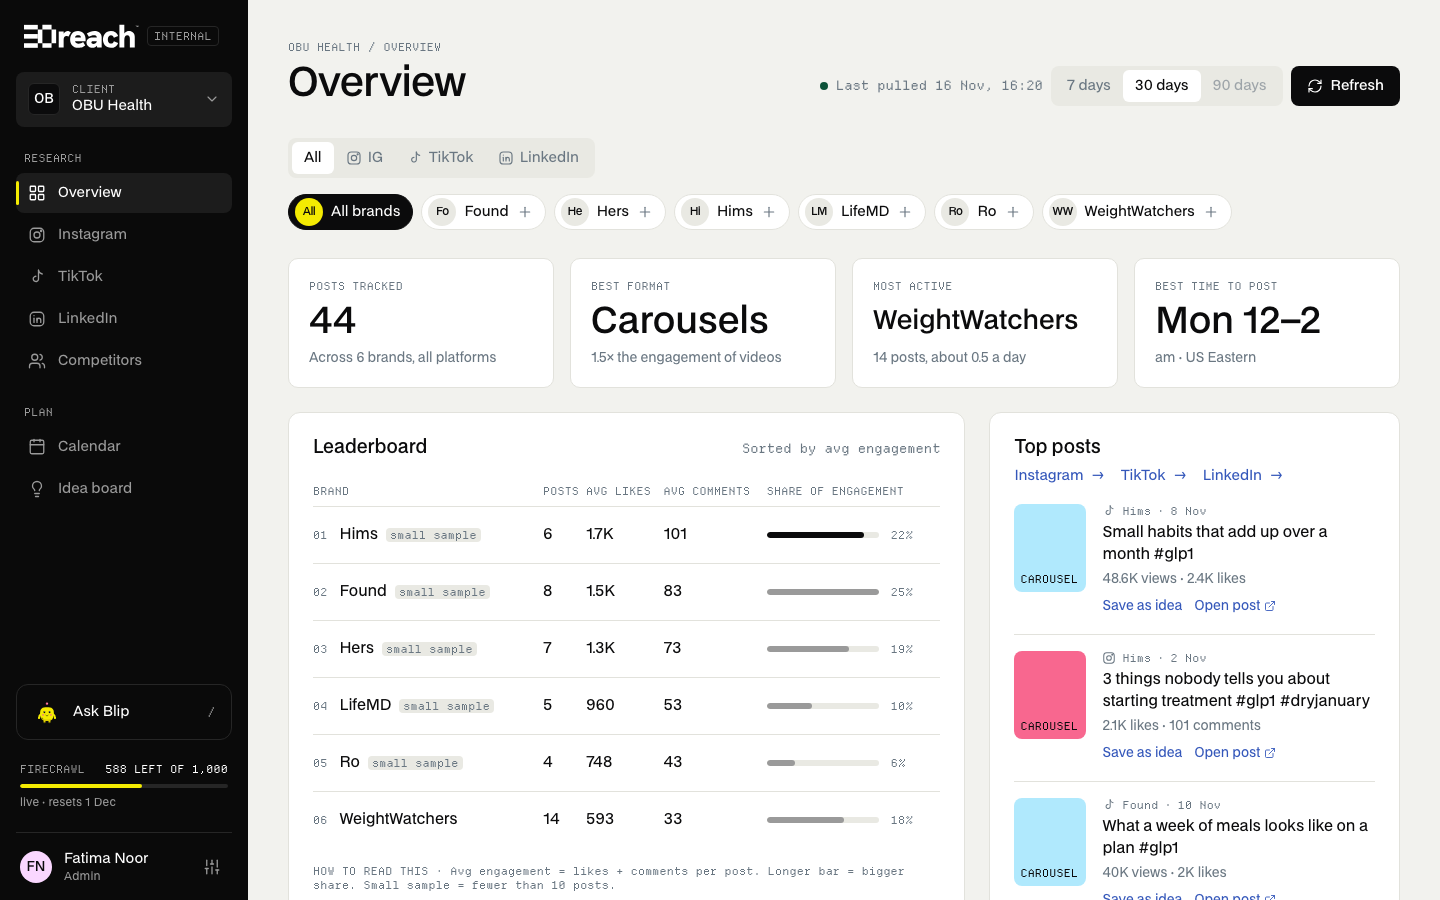 reach
INTERNAL
OB
CLIENT
OBU Health
RESEARCH
Overview
Instagram
TikTok
LinkedIn
Competitors
PLAN
Calendar
Idea board
Ask Blip /
FIRECRAWL 588 LEFT OF 1,000
live · resets 1 Dec
FN
Fatima Noor
Admin
OBU HEALTH / OVERVIEW
Overview
Last pulled 16 Nov, 16:20
7 days 30 days 90 days
Refresh
All IG TikTok LinkedIn
All All brands Fo Found He Hers Hi Hims LM LifeMD Ro Ro WW WeightWatchers
POSTS TRACKED
44
Across 6 brands, all platforms
BEST FORMAT
Carousels
1.5× the engagement of videos
MOST ACTIVE
WeightWatchers
14 posts, about 0.5 a day
BEST TIME TO POST
Mon 12–2
am · US Eastern
Leaderboard
Sorted by avg engagement
BRAND POSTS AVG LIKES AVG COMMENTS SHARE OF ENGAGEMENT
01 Hims small sample 6 1.7K 101 22%
02 Found small sample 8 1.5K 83 25%
03 Hers small sample 7 1.3K 73 19%
04 LifeMD small sample 5 960 53 10%
05 Ro small sample 4 748 43 6%
06 WeightWatchers 14 593 33 18%
HOW TO READ THIS · Avg engagement = likes + comments per post. Longer bar = bigger
share. Small sample = fewer than 10 posts.
Top posts
Instagram → TikTok → LinkedIn →
CAROUSEL
Hims · 8 Nov
Small habits that add up over a
month #glp1
48.6K views · 2.4K likes
Save as idea Open post
CAROUSEL
Hims · 2 Nov
3 things nobody tells you about
starting treatment #glp1 #dryjanuary
2.1K likes · 101 comments
Save as idea Open post
CAROUSEL
Found · 10 Nov
What a week of meals looks like on a
plan #glp1
40K views · 2K likes
Save as idea Open post